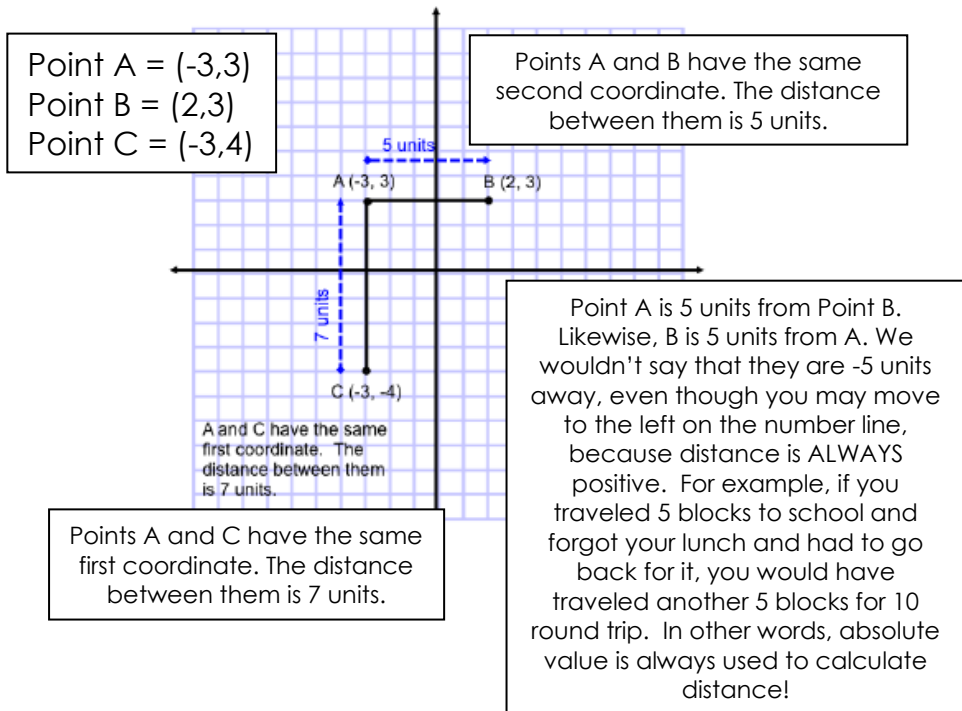 Point A = (-3,3)
Point B = (2,3)
Point C = (-3,4)
Points A and B have the same
second coordinate. The distance
between them is 5 units.
5 units
A (-3, 3)
B (2, 3)
7 units
C (-3, -4)
A and C have the same
first coordinate. The
distance between them
is 7 units.
Points A and C have the same
first coordinate. The distance
between them is 7 units.
Point A is 5 units from Point B.
Likewise, B is 5 units from A. We
wouldn’t say that they are -5 units
away, even though you may move
to the left on the number line,
because distance is ALWAYS
positive. For example, if you
traveled 5 blocks to school and
forgot your lunch and had to go
back for it, you would have
traveled another 5 blocks for 10
round trip. In other words, absolute
value is always used to calculate
distance!